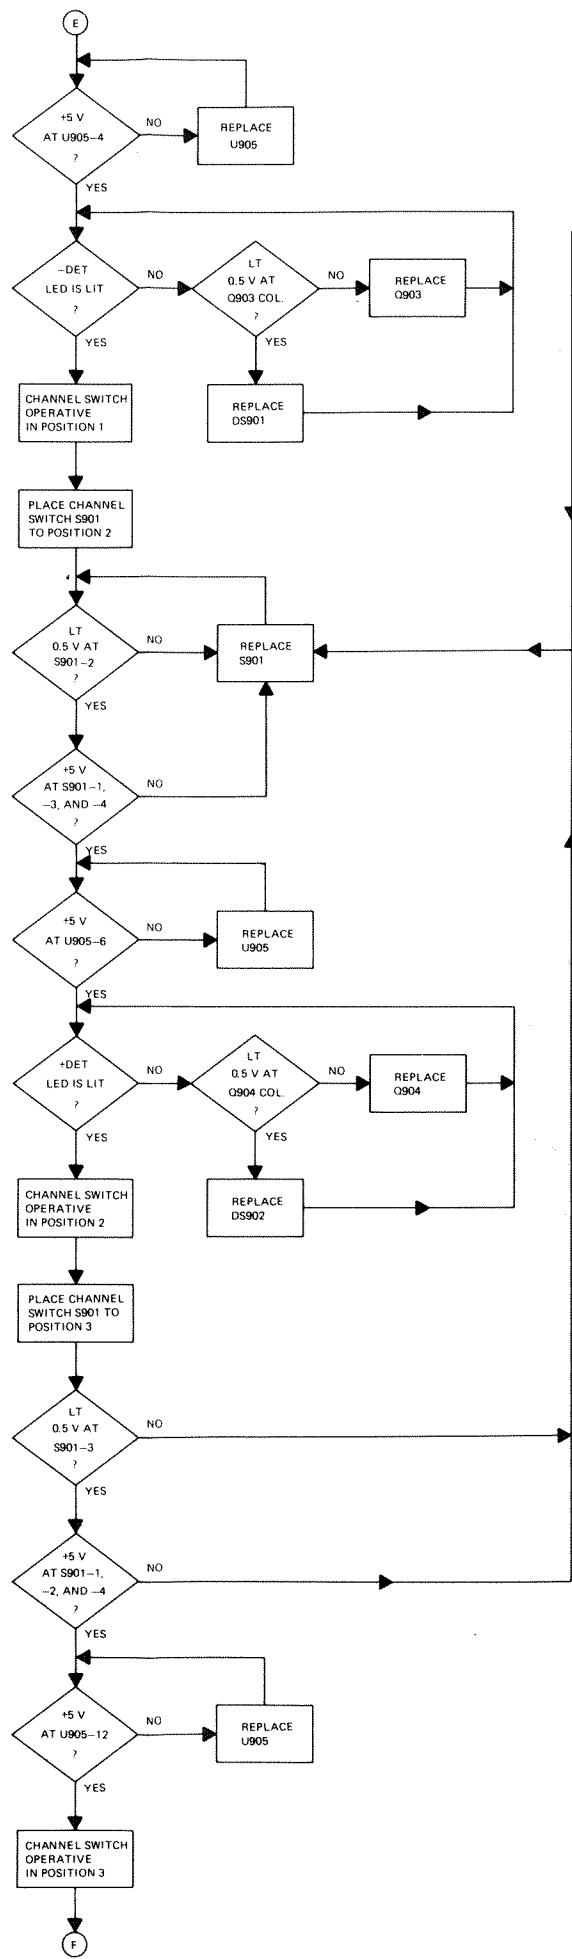 E
+5 V
AT U905-4
?
NO
REPLACE
U905
YES
-DET
LED IS LIT
?
NO
LT
0.5 V AT
Q903 COL.
?
NO
REPLACE
Q903
YES
YES
CHANNEL SWITCH
OPERATIVE
IN POSITION 1
REPLACE
DS901
PLACE CHANNEL
SWITCH S901
TO POSITION 2
LT
0.5 V AT
S901-2
?
NO
REPLACE
S901
YES
+5 V
AT S901-1,
-3, AND -4
?
NO
YES
+5 V
AT U905-6
?
NO
REPLACE
U905
YES
+DET
LED IS LIT
?
NO
LT
0.5 V AT
Q904 COL.
?
NO
REPLACE
Q904
YES
YES
CHANNEL SWITCH
OPERATIVE
IN POSITION 2
REPLACE
DS902
PLACE CHANNEL
SWITCH S901 TO
POSITION 3
LT
0.5 V AT
S901-3
?
NO
YES
+5 V
AT S901-1,
-2, AND -4
?
NO
YES
+5 V
AT U905-12
?
NO
REPLACE
U905
YES
CHANNEL SWITCH
OPERATIVE
IN POSITION 3
F